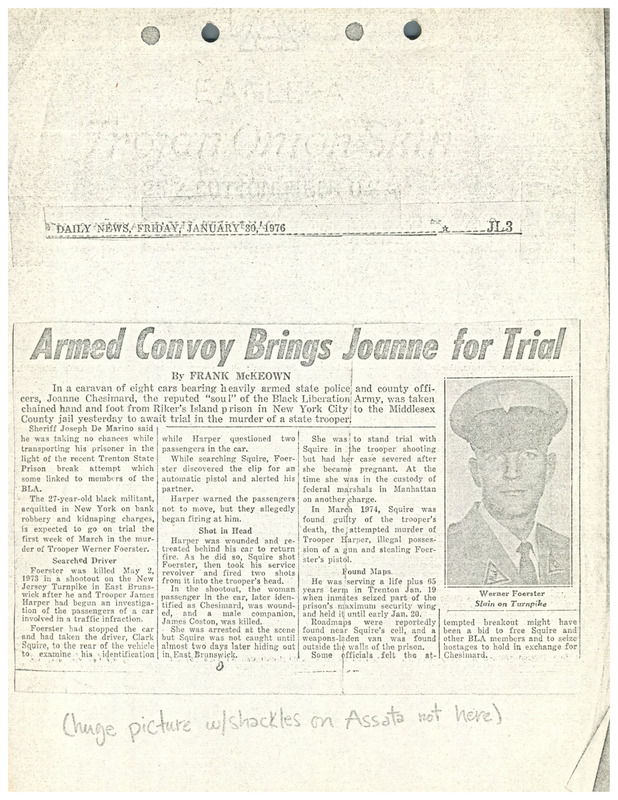 DAILY NEWS, FRIDAY, JANUARY 30, 1976
JL3
Armed Convoy Brings Joanne for Trial
By FRANK McKEOWN
In a caravan of eight cars bearing heavily armed state police and county offi-
cers, Joanne Chesimard, the reputed "soul" of the Black Liberation Army, was taken
chained hand and foot from Riker's Island prison in New York City to the Middlesex
County jail yesterday to await trial in the murder of a state trooper.
Sheriff Joseph De Marino said
he was taking no chances while
transporting his prisoner in the
light of the recent Trenton State
Prison break attempt which
some linked to members of the
BLA.
The 27-year-old black militant,
acquitted in New York on bank
robbery and kidnaping charges,
is expected to go on trial the
first week of March in the mur-
der of Trooper Werner Foerster.
Searched Driver
Foerster was killed May 2,
1973 in a shootout on the New
Jersey Turnpike in East Bruns-
wick after he and Trooper James
Harper had begun an investiga-
tion of the passengers of a car
involved in a traffic infraction.
Foerster had stopped the car
and had taken the driver, Clark
Squire, to the rear of the vehicle
to examine his identification
while Harper questioned two
passengers in the car.
While searching Squire, Foer-
ster discovered the clip for an
automatic pistol and alerted his
partner.
Harper warned the passengers
not to move, but they allegedly
began firing at him.
Shot in Head
Harper was wounded and re-
treated behind his car to return
fire. As he did so, Squire shot
Foerster, then took his service
revolver and fired two shots
from it into the trooper's head.
In the shootout, the woman
passenger in the car, later iden-
tified as Chesimard, was wound-
ed, and a male companion,
James Coston, was killed.
She was arrested at the scene
but Squire was not caught until
almost two days later hiding out
in East Brunswick.
She was to stand trial with
Squire in the trooper shooting
but had her case severed after
she became pregnant. At the
time she was in the custody of
federal marshals in Manhattan
on another charge.
In March 1974, Squire was
found guilty of the trooper's
death, the attempted murder of
Trooper Harper, illegal posses-
sion of a gun and stealing Foer-
ster's pistol.
Found Maps
He was serving a life plus 65
years term in Trenton Jan. 19
when inmates seized part of the
prison's maximum security wing
and held it until early Jan. 20.
Roadmaps were reportedly
found near Squire's cell, and a
weapons-laden van was found
outside the walls of the prison.
Some officials felt the at-
Werner Foerster
Slain on Turnpike
tempted breakout might have
been a bid to free Squire and
other BLA members and to seize
hostages to hold in exchange for
Chesimard.
(huge picture w/shackles on Assata not here)